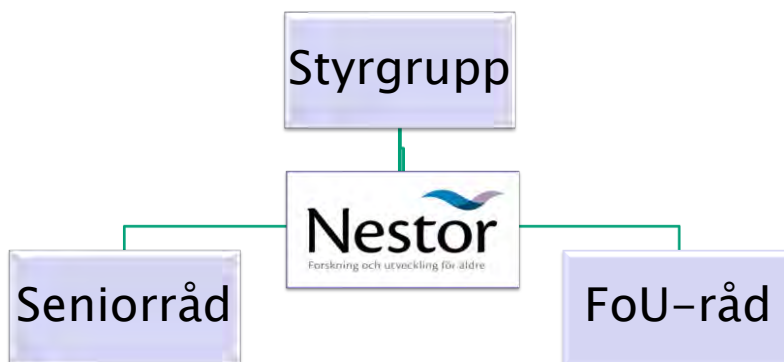 Styrgrupp
Nestor
Forskning och utveckling för äldre
Seniorråd
FoU-råd